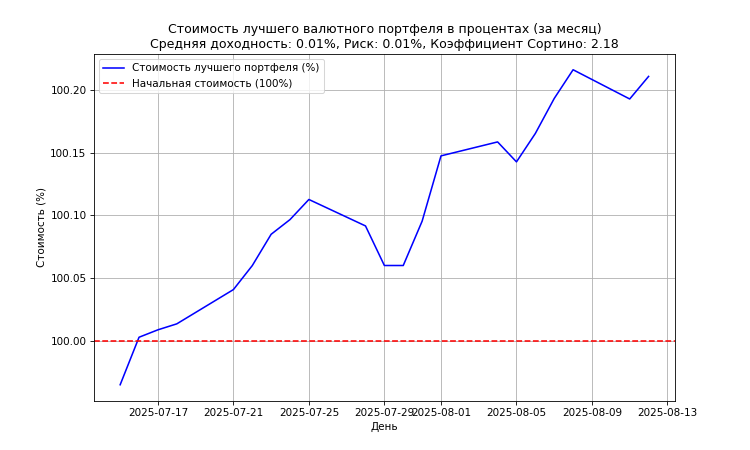 Стоимость лучшего валютного портфеля в процентах (за месяц)
Средняя доходность: 0.01%, Риск: 0.01%, Коэффициент Сортино: 2.18
Стоимость лучшего портфеля (%)
Начальная стоимость (100%)
Стоимость (%)
100.20
100.15
100.10
100.05
100.00
2025-07-17 2025-07-21 2025-07-25 2025-07-29 2025-08-01 2025-08-05 2025-08-09 2025-08-13
День